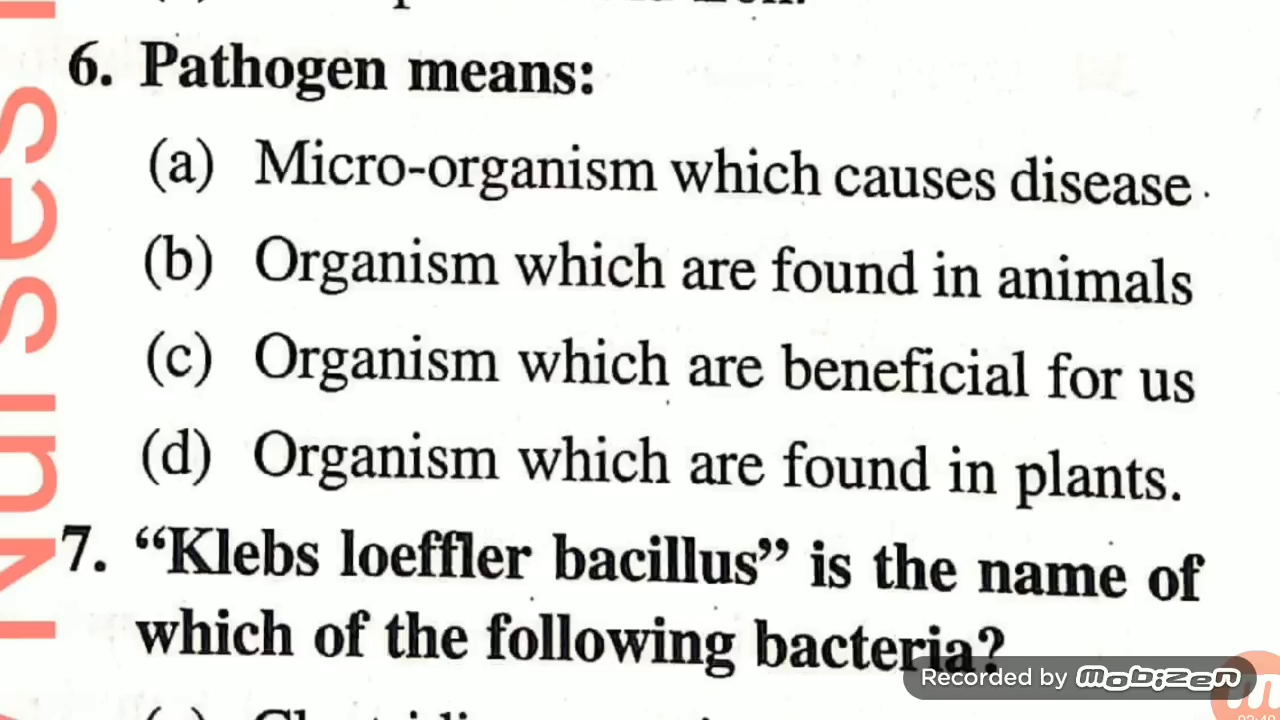 6. Pathogen means:
(a) Micro-organism which causes disease.
(b) Organism which are found in animals
(c) Organism which are beneficial for us
(d) Organism which are found in plants.
7. “Klebs loeffler bacillus” is the name of
which of the following bacteria?
Nurses
Recorded by mobizen